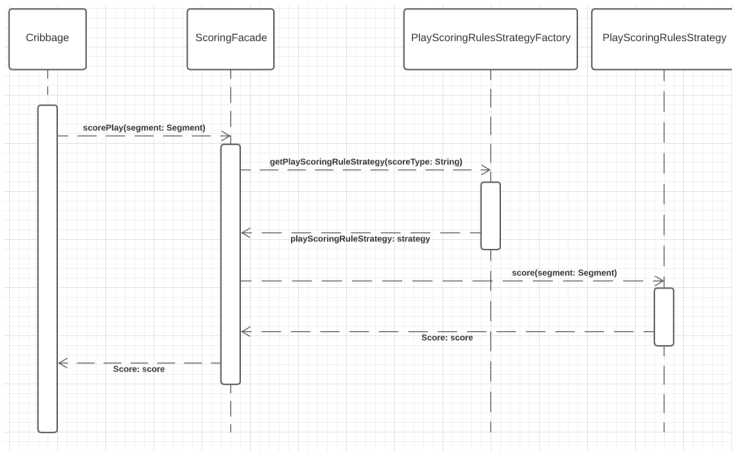 Cribbage
ScoringFacade
PlayScoringRulesStrategyFactory
PlayScoringRulesStrategy
scorePlay(segment: Segment)
getPlayScoringRuleStrategy(scoreType: String)
playScoringRuleStrategy: strategy
score(segment: Segment)
Score: score
Score: score